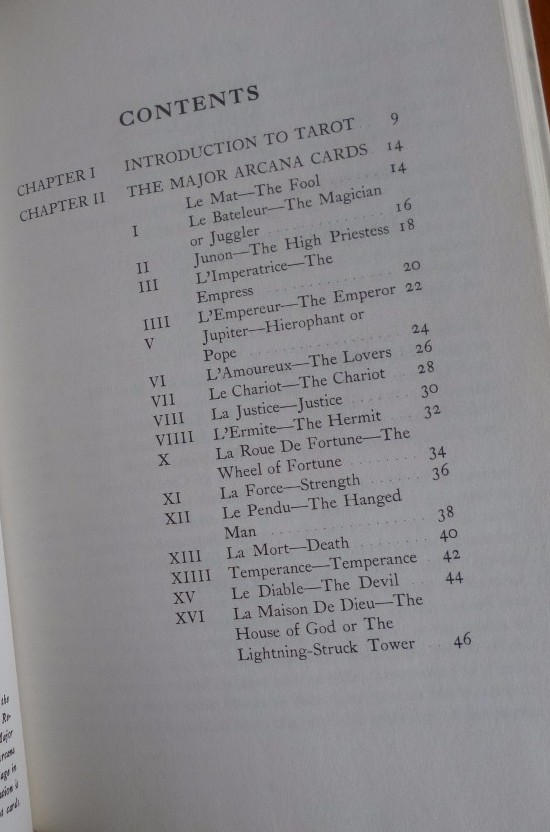 CONTENTS
CHAPTER I INTRODUCTION TO TAROT 9
CHAPTER II THE MAJOR ARCANA CARDS 14
Le Mat—The Fool 14
I Le Bateleur—The Magician
or Juggler 16
II Junon—The High Priestess 18
III L'Imperatrice—The
Empress 20
IIII L'Empereur—The Emperor 22
V Jupiter—Hierophant or
Pope 24
VI L'Amoureux—The Lovers 26
VII Le Chariot—The Chariot 28
VIII La Justice—Justice 30
VIIII L'Ermite—The Hermit 32
X La Roue De Fortune—The
Wheel of Fortune 34
XI La Force—Strength 36
XII Le Pendu—The Hanged
Man 38
XIII La Mort—Death 40
XIIII Temperance—Temperance 42
XV Le Diable—The Devil 44
XVI La Maison De Dieu—The
House of God or The
Lightning-Struck Tower 46
the
Re-
age in
cards